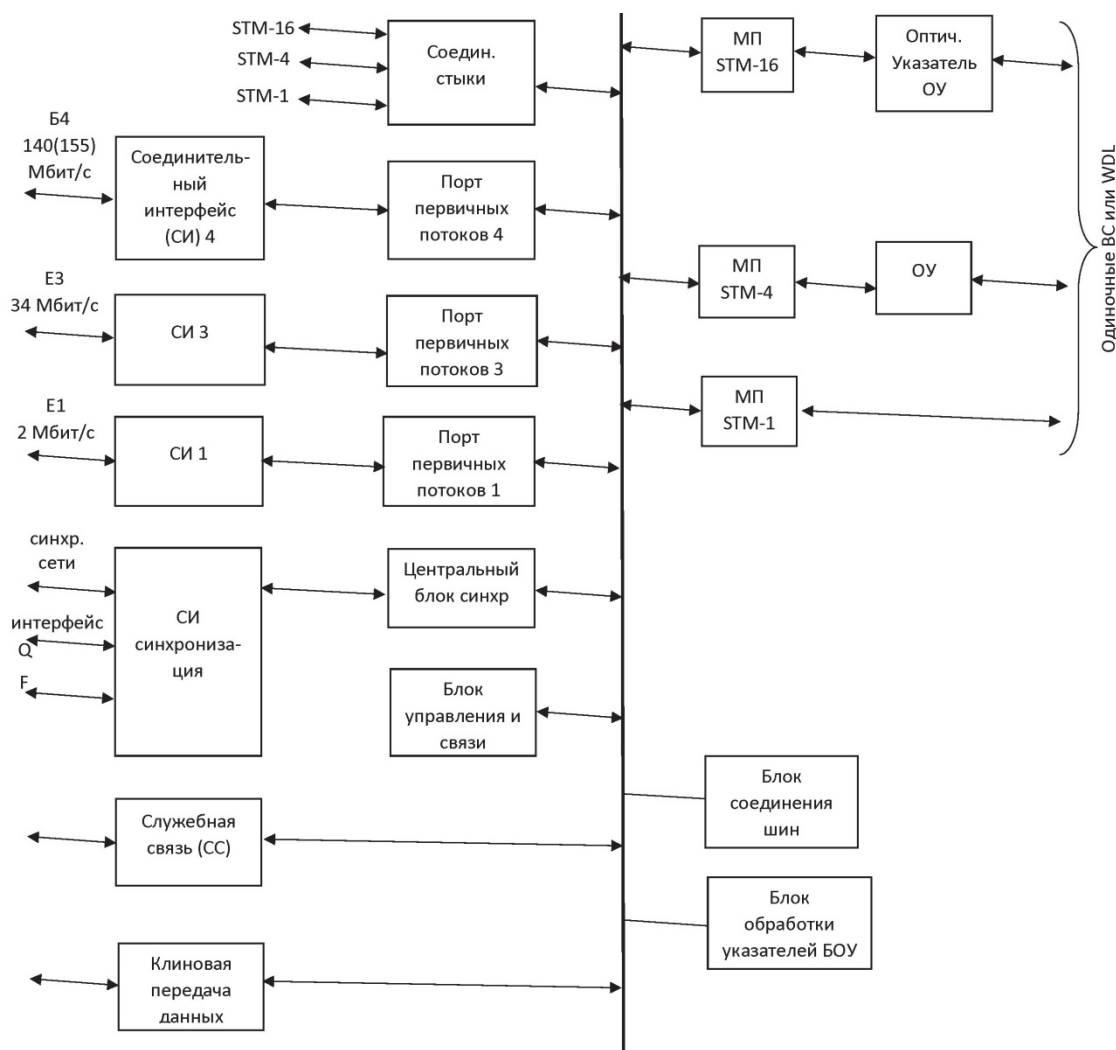 STM-16
STM-4
STM-1
Соедин.
стыки
МП
STM-16
Оптич.
Указатель
ОУ
Б4
140(155)
Мбит/с
Соединитель-
ный
интерфейс
(СИ) 4
Порт
первичных
потоков 4
МП
STM-4
ОУ
Одиночные ВС или WDL
Е3
34 Мбит/с
СИ 3
Порт
первичных
потоков 3
МП
STM-1
Е1
2 Мбит/с
СИ 1
Порт
первичных
потоков 1
синхр.
сети
интерфейс
Q
F
СИ
синхрониза-
ция
Центральный
блок синхр
Блок
управления и
связи
Блок
соединения
шин
Служебная
связь (СС)
Блок
обработки
указателей БОУ
Клиновая
передача
данных